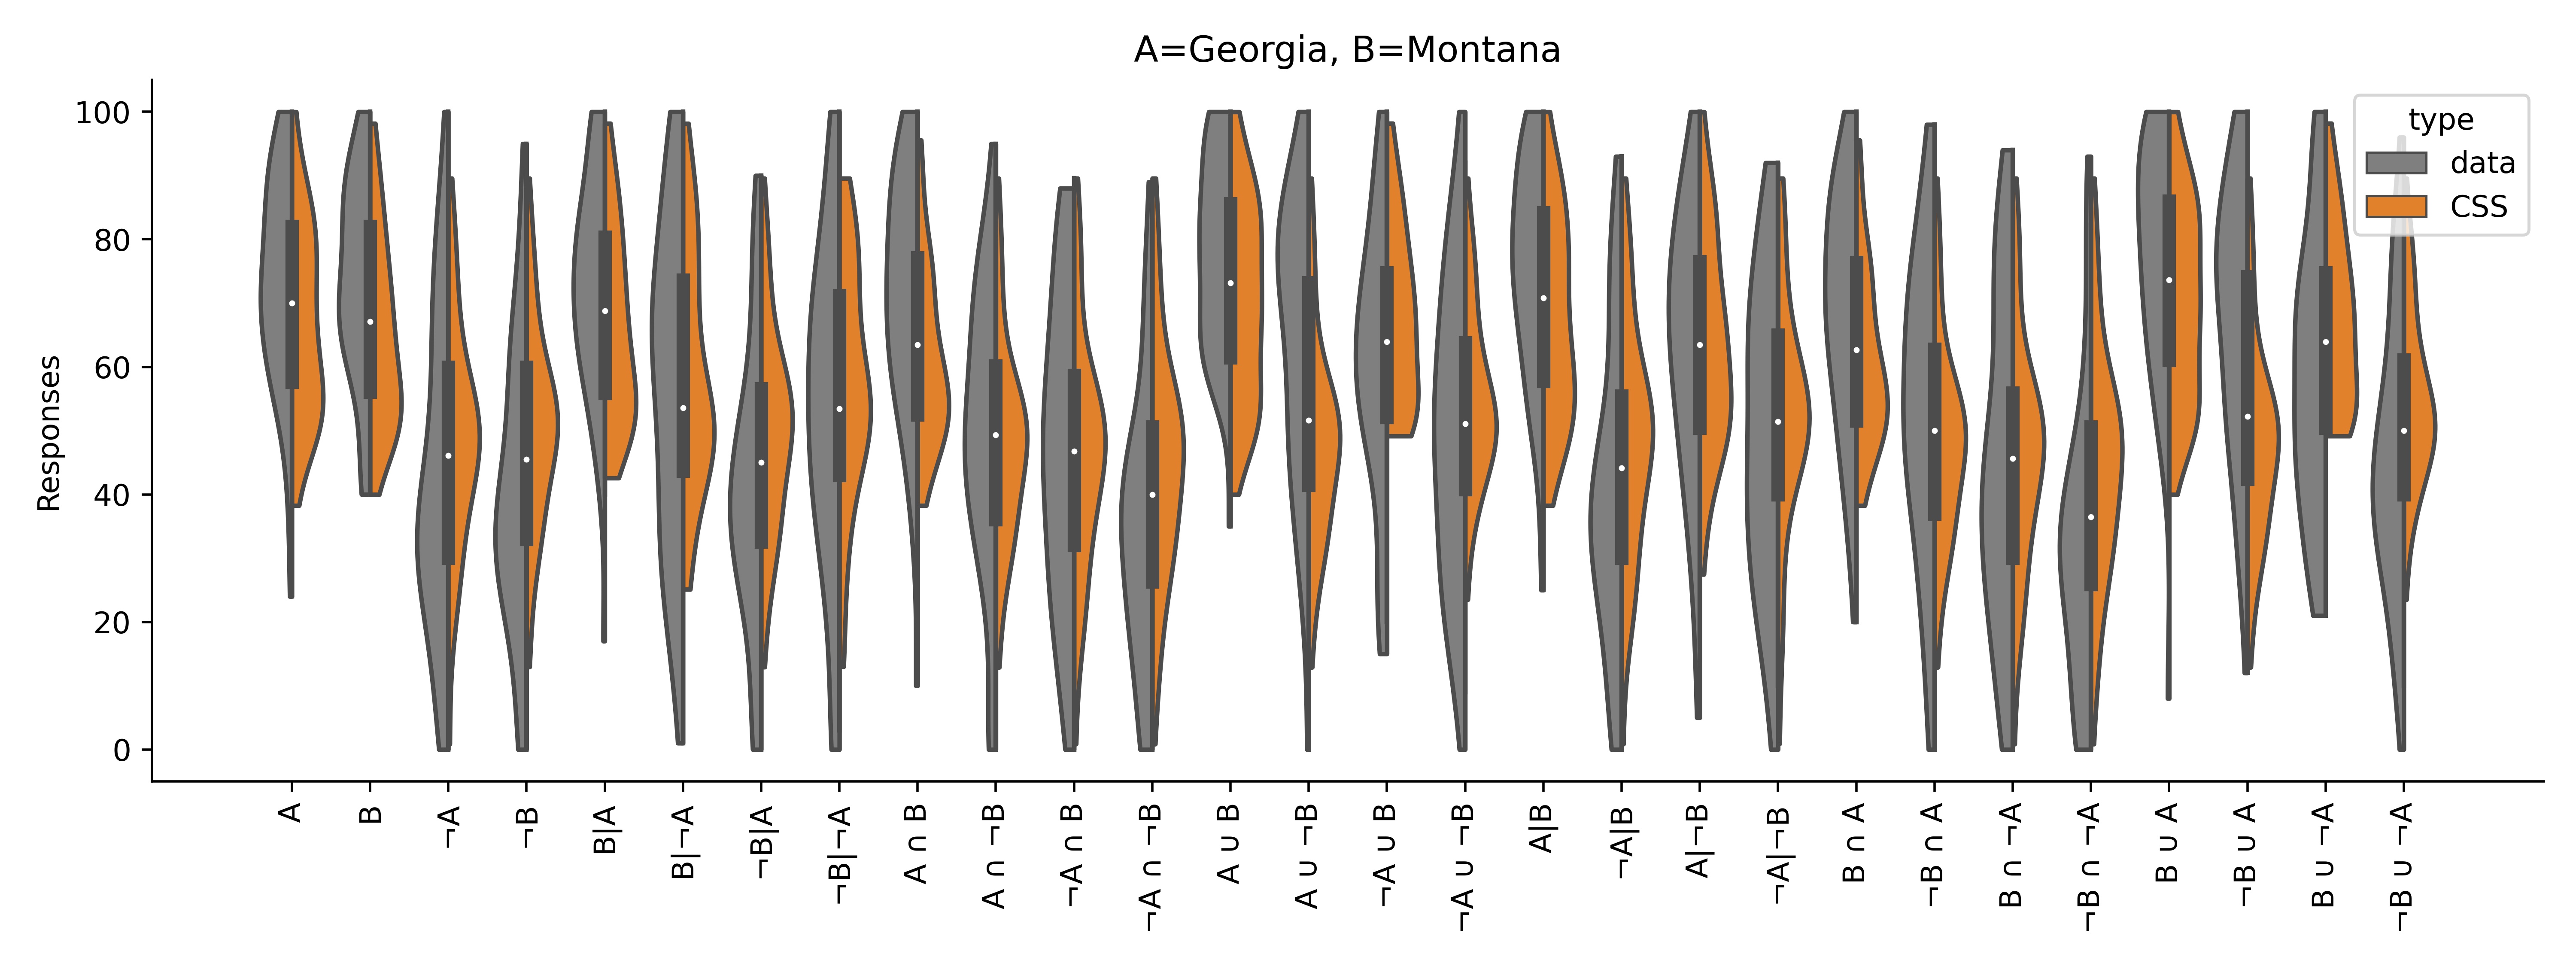 A=Georgia, B=Montana
Responses
100
80
60
40
20
0
type
data
CSS
A
B
¬A
¬B
B|A
B|¬A
¬B|A
¬B|¬A
A ∩ B
A ∩ ¬B
¬A ∩ B
¬A ∩ ¬B
A ∪ B
A ∪ ¬B
¬A ∪ B
¬A ∪ ¬B
A|B
¬A|B
A|¬B
¬A|¬B
B ∩ A
¬B ∩ A
B ∩ ¬A
¬B ∩ ¬A
B ∪ A
¬B ∪ A
B ∪ ¬A
¬B ∪ ¬A